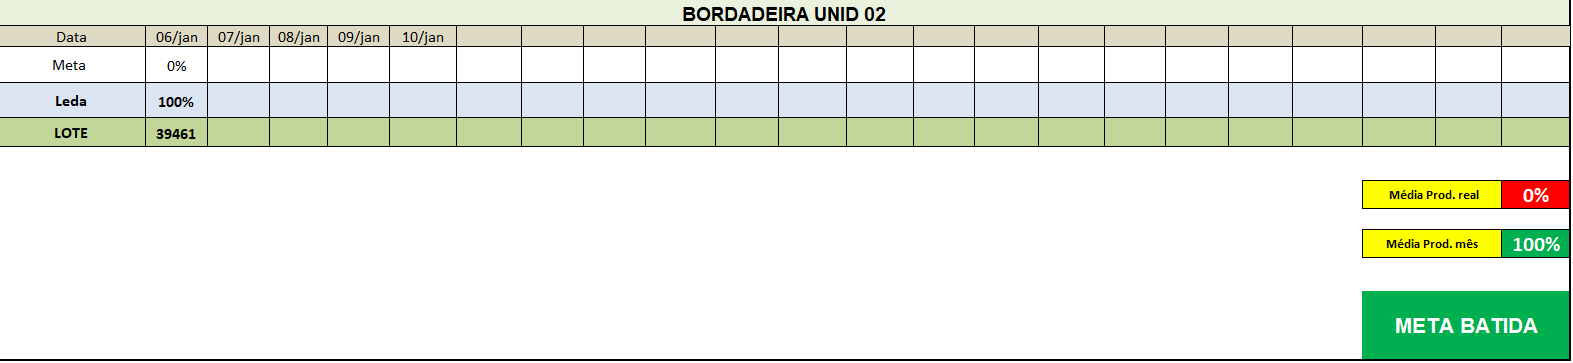 BORDADEIRA UNID 02
Data 06/jan 07/jan 08/jan 09/jan 10/jan
Meta 0%
Leda 100%
LOTE 39461
Média Prod. real 0%
Média Prod. mês 100%
META BATIDA